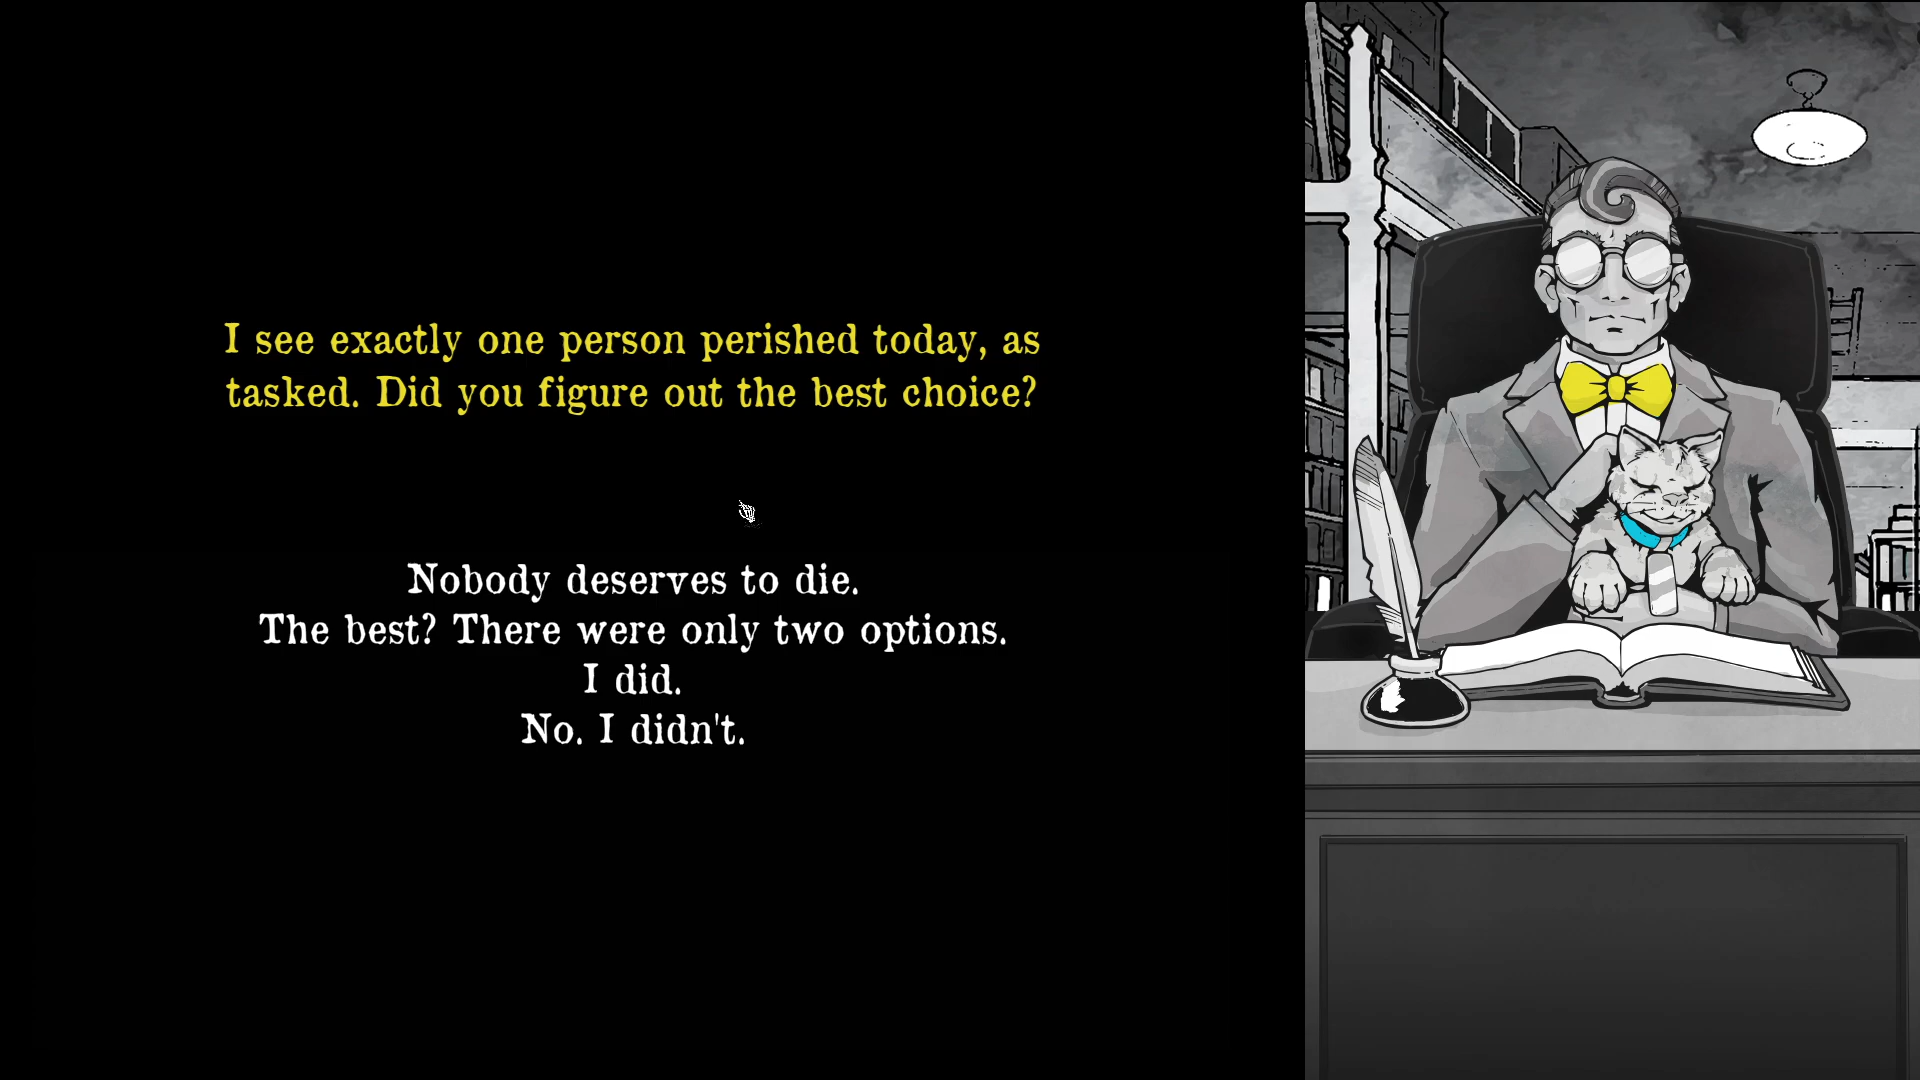 I see exactly one person perished today, as
tasked. Did you figure out the best choice?
Nobody deserves to die.
The best? There were only two options.
I did.
No. I didn't.